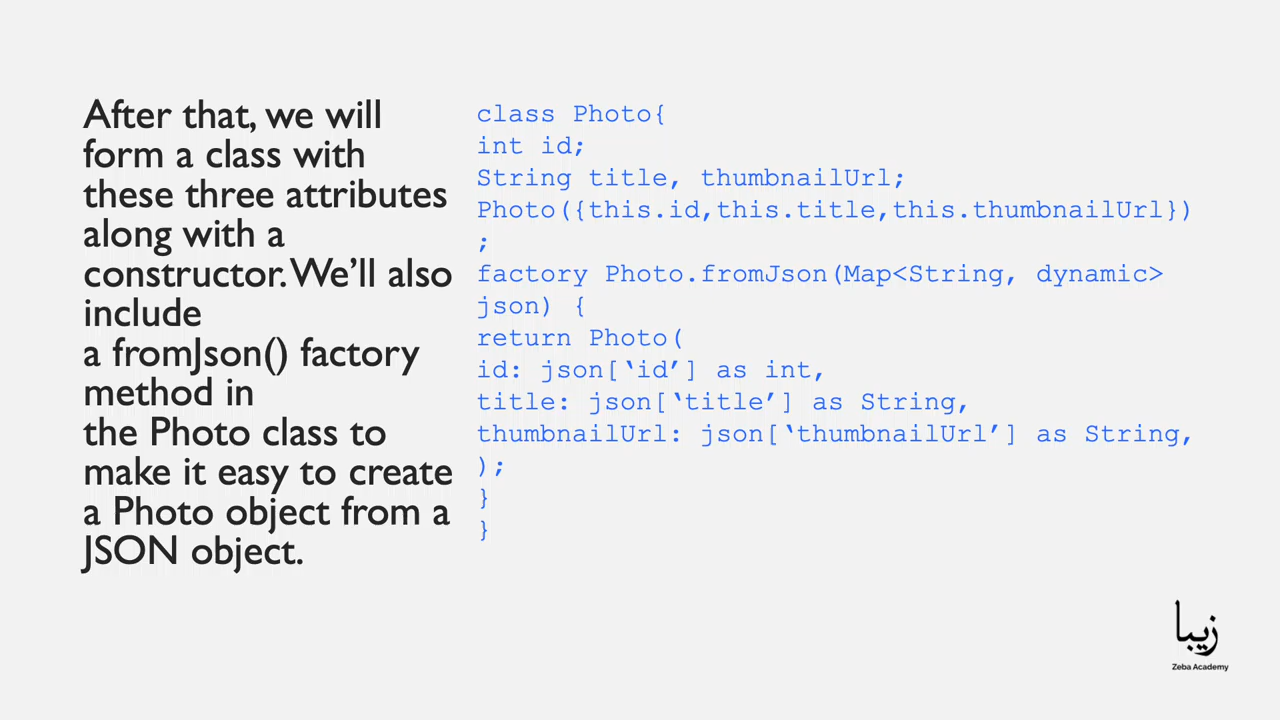 After that, we will
form a class with
these three attributes
along with a
constructor. We’ll also
include
a fromJson() factory
method in
the Photo class to
make it easy to create
a Photo object from a
JSON object.
class Photo{
int id;
String title, thumbnailUrl;
Photo({this.id,this.title,this.thumbnailUrl})
;
factory Photo.fromJson(Map<String, dynamic>
json) {
return Photo(
id: json[‘id’] as int,
title: json[‘title’] as String,
thumbnailUrl: json[‘thumbnailUrl’] as String,
);
}
}
زیبا
Zeba Academy